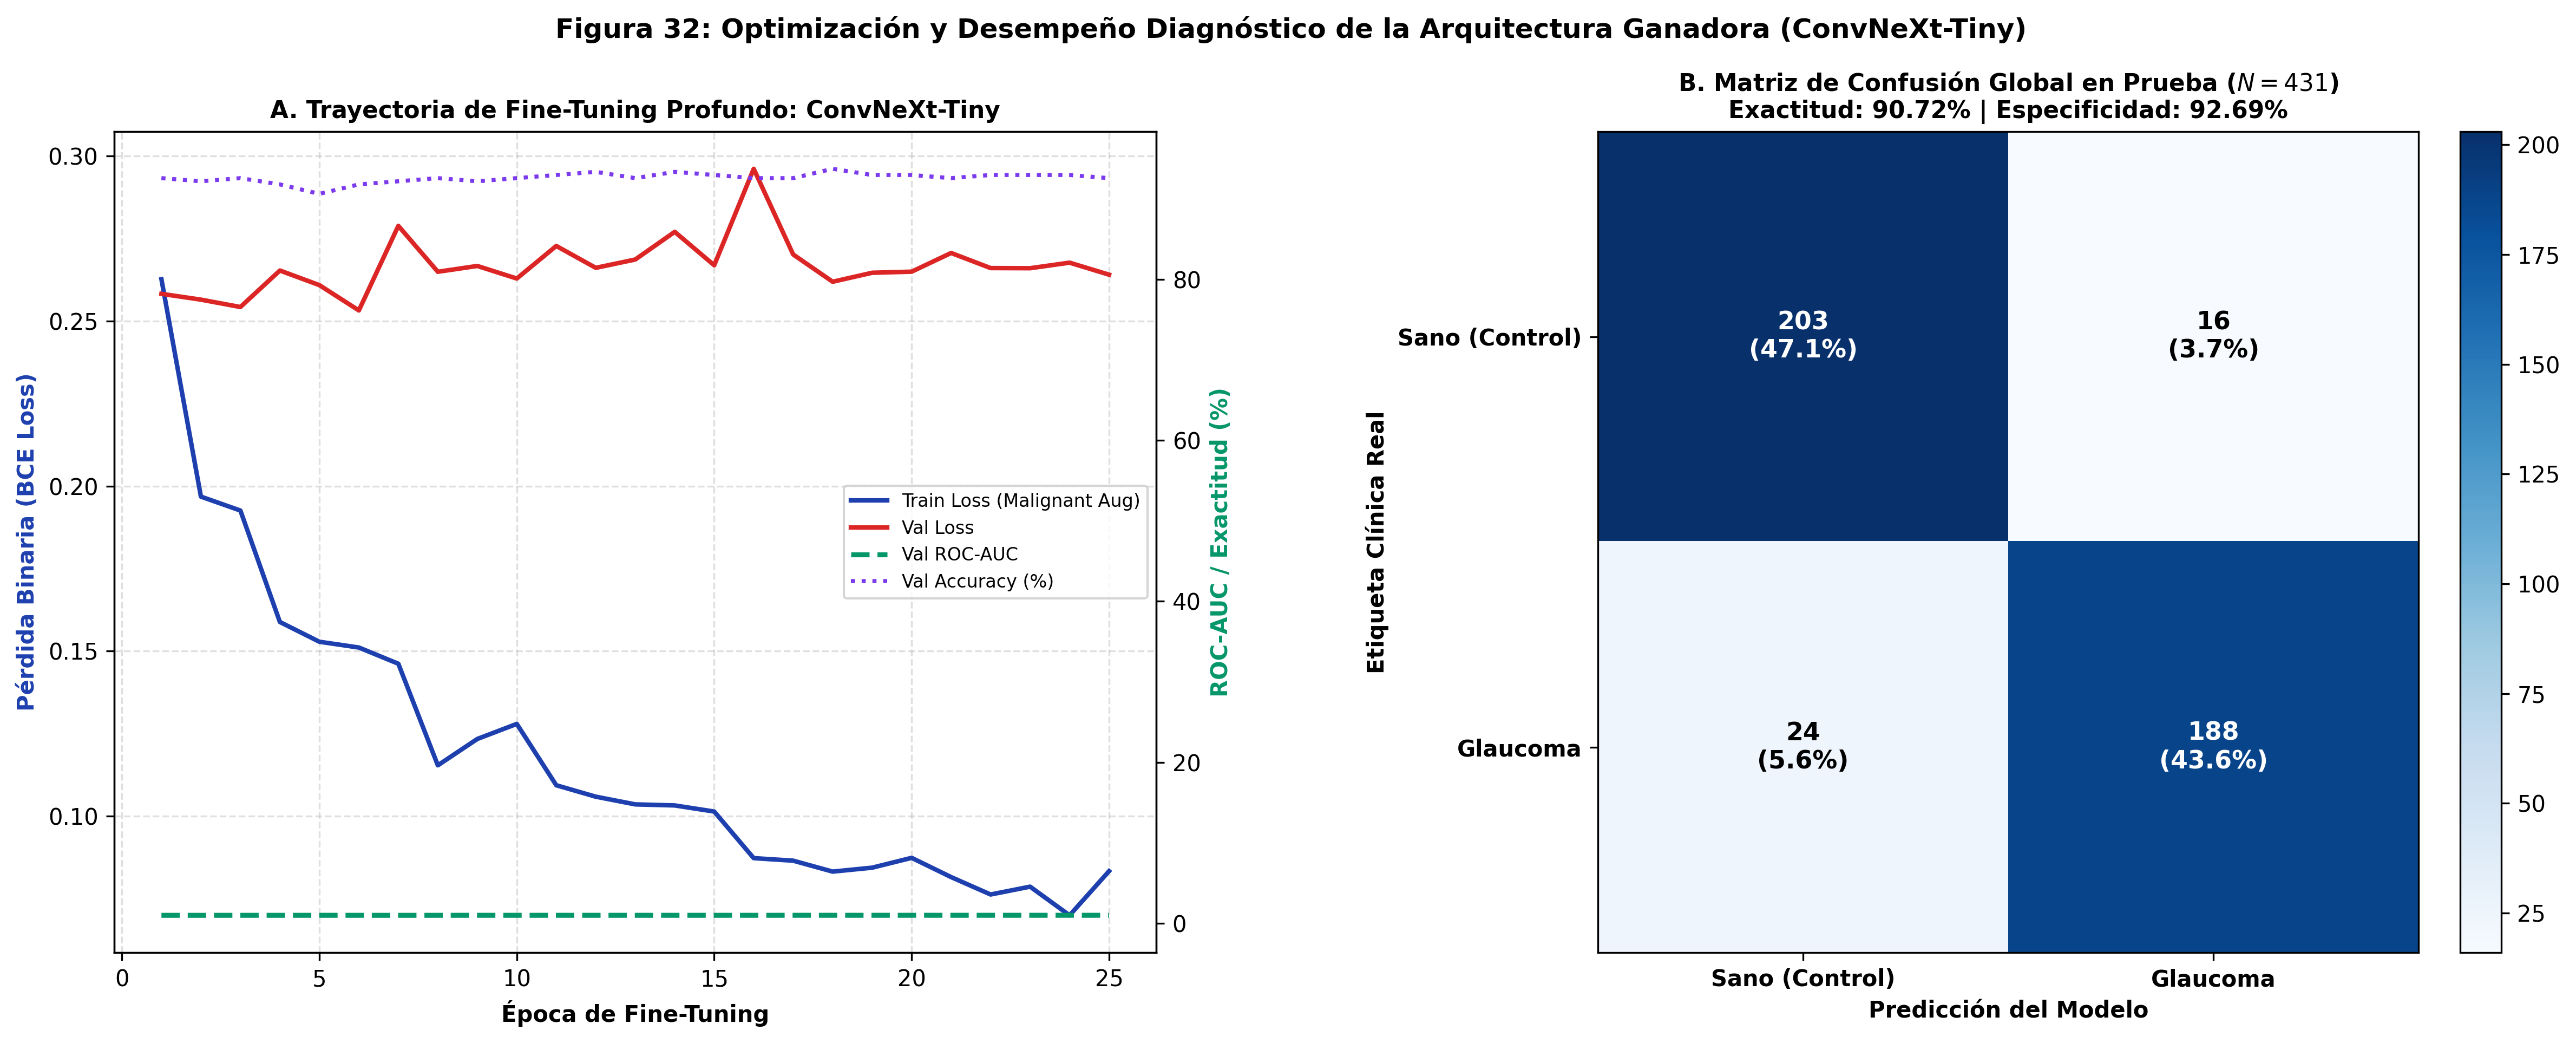 Figura 32: Optimización y Desempeño Diagnóstico de la Arquitectura Ganadora (ConvNeXt-Tiny)
A. Trayectoria de Fine-Tuning Profundo: ConvNeXt-Tiny
0.30
0.25
0.20
0.15
0.10
Pérdida Binaria (BCE Loss)
0
5
10
15
20
25
Época de Fine-Tuning
80
60
40
20
0
ROC-AUC / Exactitud (%)
Train Loss (Malignant Aug)
Val Loss
Val ROC-AUC
Val Accuracy (%)
B. Matriz de Confusión Global en Prueba (N = 431)
Exactitud: 90.72% | Especificidad: 92.69%
Etiqueta Clínica Real
Sano (Control)
Glaucoma
203
(47.1%)
16
(3.7%)
24
(5.6%)
188
(43.6%)
Sano (Control)
Glaucoma
Predicción del Modelo
200
175
150
125
100
75
50
25